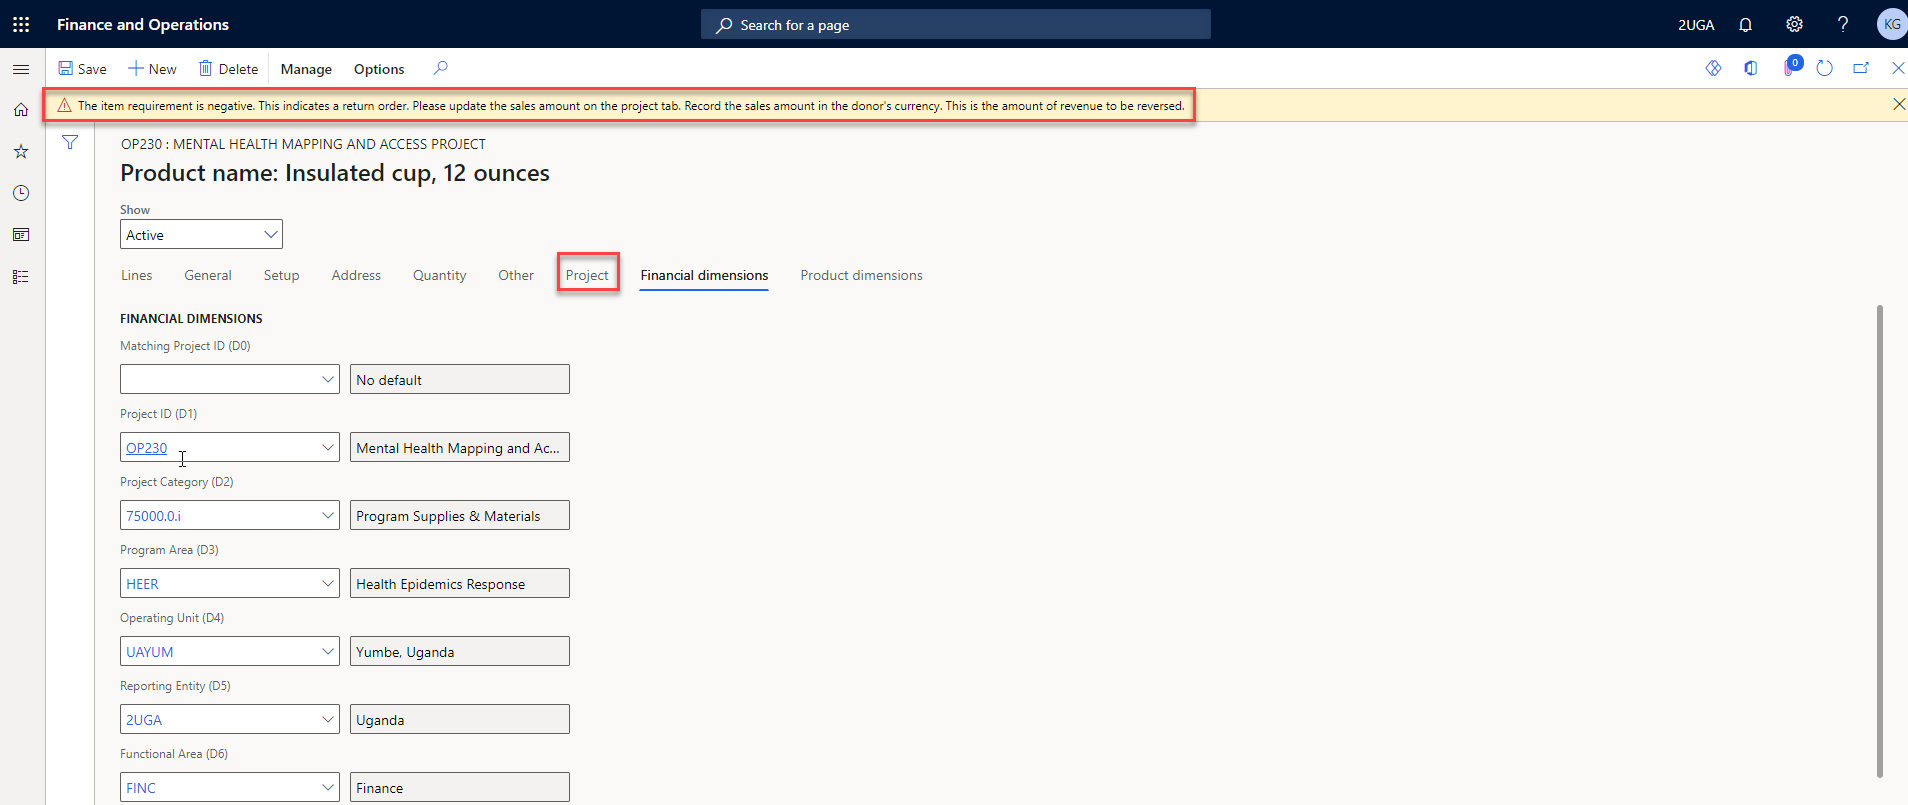 Finance and Operations
Search for a page
2UGA
KG
Save
New
Delete
Manage
Options
0
The item requirement is negative. This indicates a return order. Please update the sales amount on the project tab. Record the sales amount in the donor's currency. This is the amount of revenue to be reversed.
OP230 : MENTAL HEALTH MAPPING AND ACCESS PROJECT
Product name: Insulated cup, 12 ounces
Show
Active
Lines
General
Setup
Address
Quantity
Other
Project
Financial dimensions
Product dimensions
FINANCIAL DIMENSIONS
Matching Project ID (D0)
No default
Project ID (D1)
OP230
Mental Health Mapping and Ac...
Project Category (D2)
75000.0.i
Program Supplies & Materials
Program Area (D3)
HEER
Health Epidemics Response
Operating Unit (D4)
UAYUM
Yumbe, Uganda
Reporting Entity (D5)
2UGA
Uganda
Functional Area (D6)
FINC
Finance